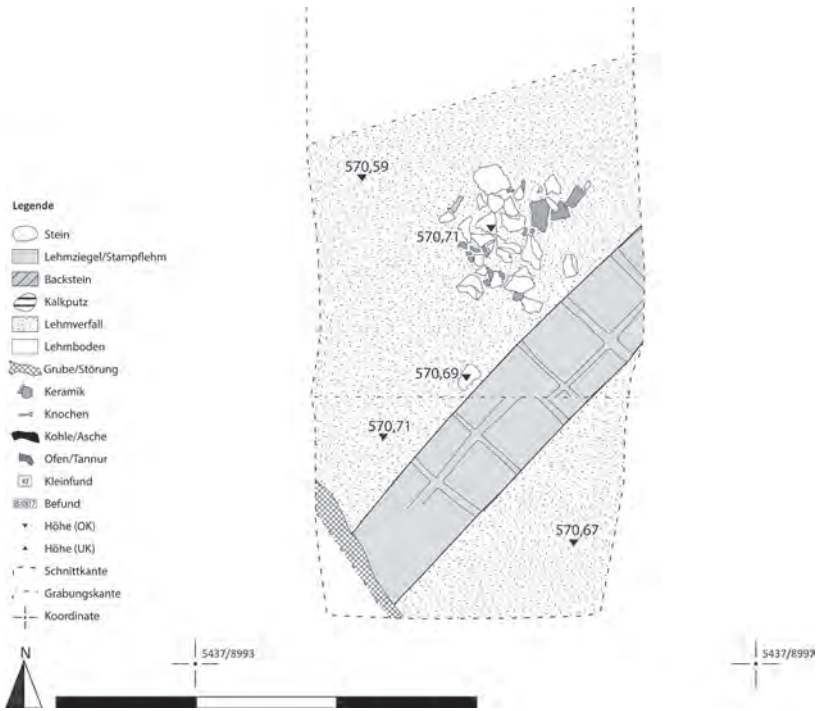 570,59
570,71
570,69
570,71
570,67
Legende
Stein
Lehmziegel/Stampflehm
Backstein
Kalkputz
Lehmverfall
Lehmboden
Grube/Störung
Keramik
Knochen
Kohle/Asche
Ofen/Tannur
Kleinfund
Befund
Höhe (OK)
Höhe (UK)
Schnittkante
Grabungskante
Koordinate
N
5437/8993